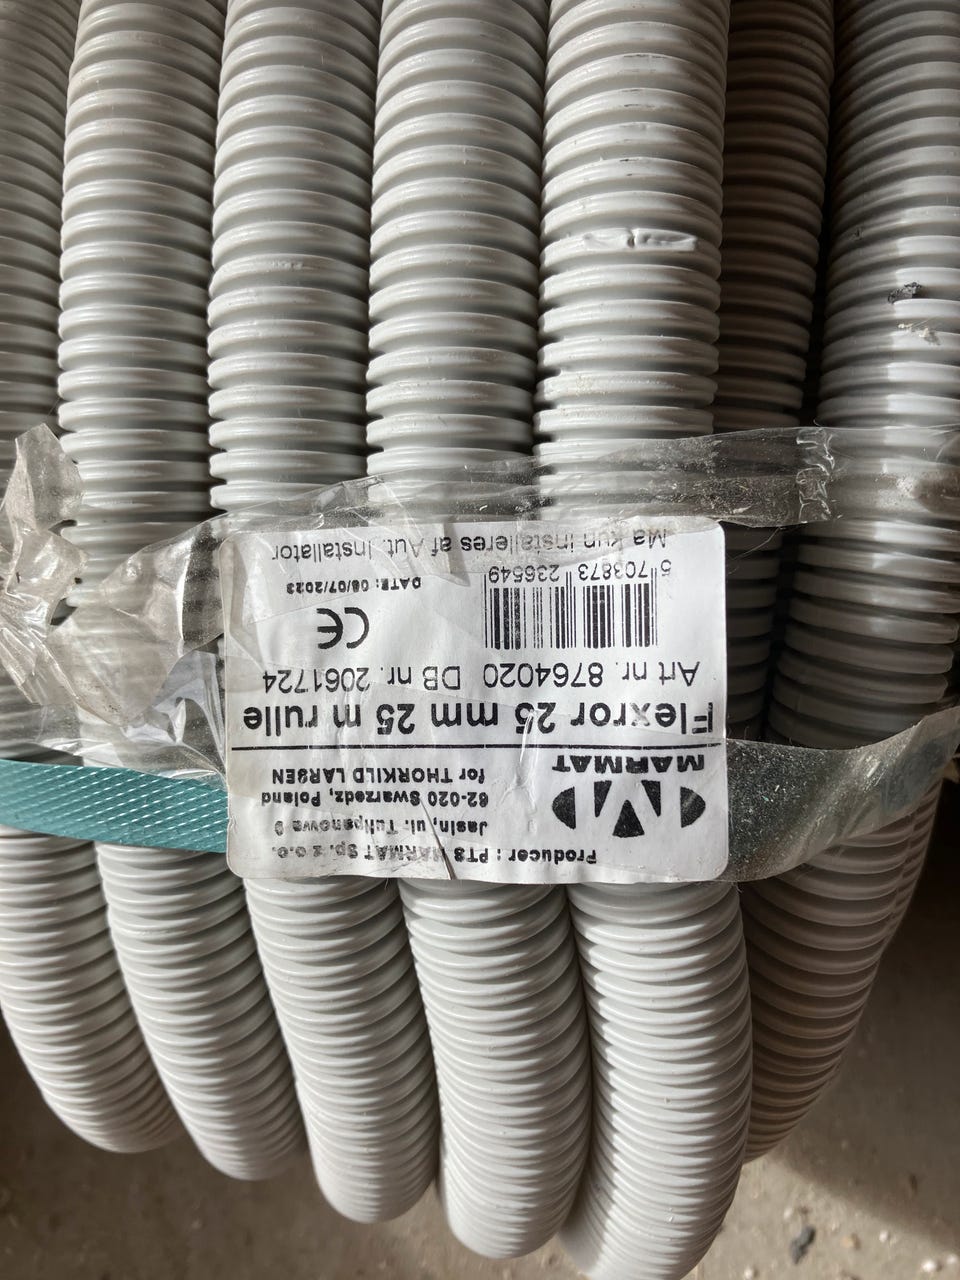 Producer : PTS MARMAT Sp. z o.o.
Jasin, ul. Tulipanowa 9
62-020 Swarzedz, Poland
for THORKILD LARSEN
MARMAT
Flexror 25 mm 25 m rulle
Art nr. 8764020 DB nr. 2061724
CE
5 703873 236549
DATE: 08/07/2023
Ma kun installeres af Aut. Installator